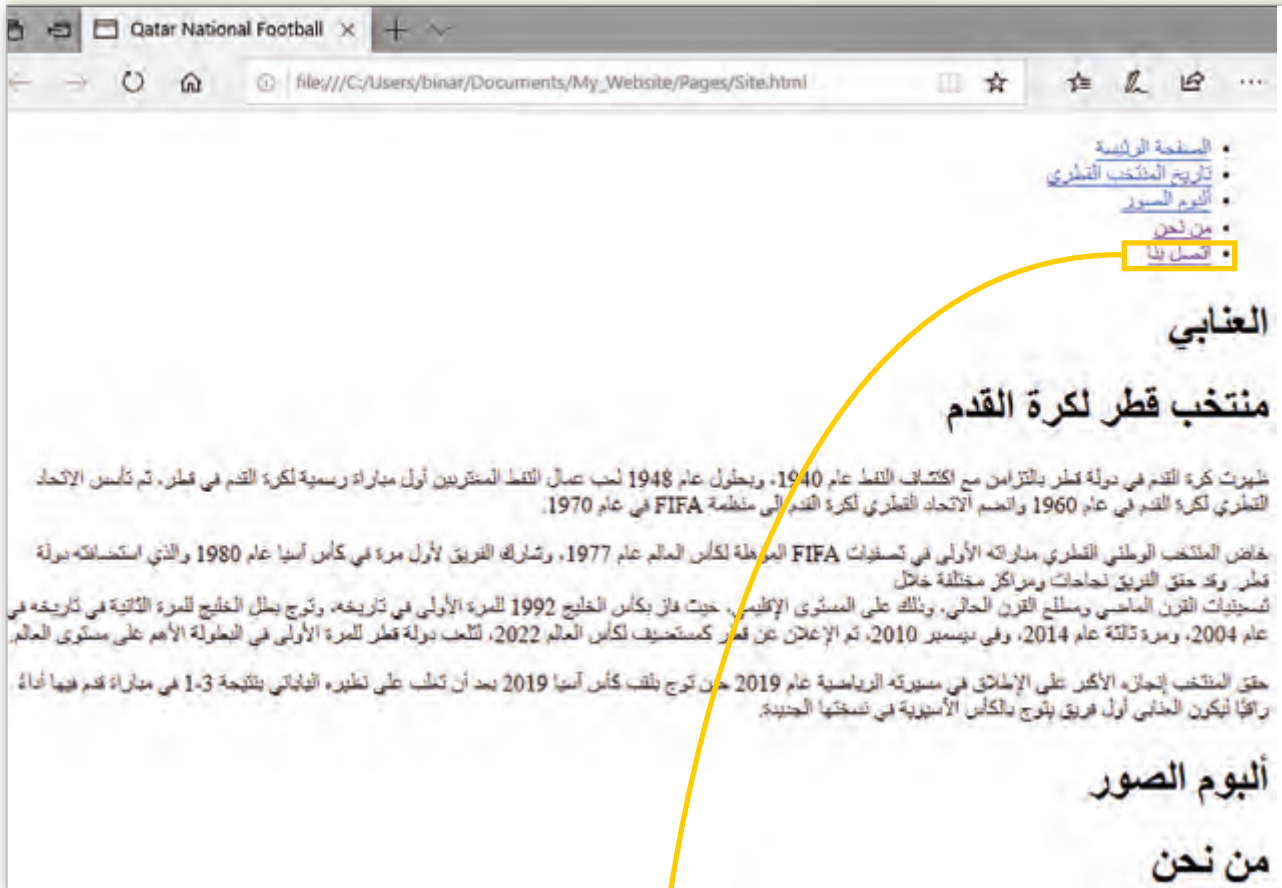 Qatar National Football
file:///C:/Users/binar/Documents/My_Website/Pages/Site.html
الصفحة الرئيسة
تاريخ المنتخب القطري
ألبوم الصور
من نحن
اتصل بنا
العنابي
منتخب قطر لكرة القدم
ظهرت كرة القدم في دولة قطر بالتزامن مع اكتشاف النفط عام 1940، وبحلول عام 1948 لعب عمال النفط المغتربين أول مباراة رسمية لكرة القدم في قطر، ثم تأسس الاتحاد
القطري لكرة القدم في عام 1960 وانضم الاتحاد القطري لكرة القدم إلى منظمة FIFA في عام 1970.
خاض المنتخب الوطني القطري مباراته الأولى في تصفيات FIFA المؤهلة لكأس العالم عام 1977، وشارك الفريق لأول مرة في كأس آسيا عام 1980 والذي استضافته دولة
قطر. وقد حقق الفريق نجاحات ومراكز مختلفة خلال
تسعينيات القرن الماضي ومطلع القرن الحالي، وذلك على المستوى الإقليمي، حيث فاز بكأس الخليج 1992 للمرة الأولى في تاريخه، وتوج بطل الخليج للمرة الثانية في تاريخه في
عام 2004، ومرة ثالثة عام 2014، وفي ديسمبر 2010، تم الإعلان عن قطر كمستضيف لكأس العالم 2022، لتلعب دولة قطر للمرة الأولى في البطولة الأهم على مستوى العالم.
حقق المنتخب إنجازه الأكبر على الإطلاق في مسيرته الرياضية عام 2019 حين توج بلقب كأس آسيا 2019 بعد أن تغلب على نظيره الياباني بنتيجة 3-1 في مباراة قدم فيها أداءً
راقيًا ليكون العنابي أول فريق يتوج بالكأس الآسيوية في نسختها الجديدة.
ألبوم الصور
من نحن